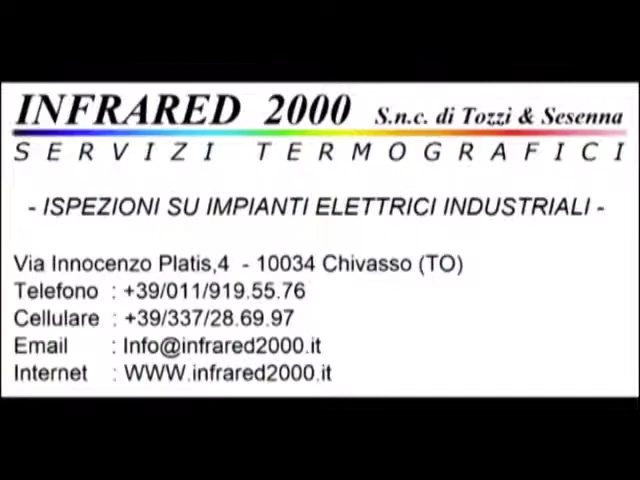 INFRARED 2000 S.n.c. di Tozzi & Sesenna
SERVIZI TERMOGRAFICI
- ISPEZIONI SU IMPIANTI ELETTRICI INDUSTRIALI -
Via Innocenzo Platis,4 - 10034 Chivasso (TO)
Telefono : +39/011/919.55.76
Cellulare : +39/337/28.69.97
Email : Info@infrared2000.it
Internet : WWW.infrared2000.it